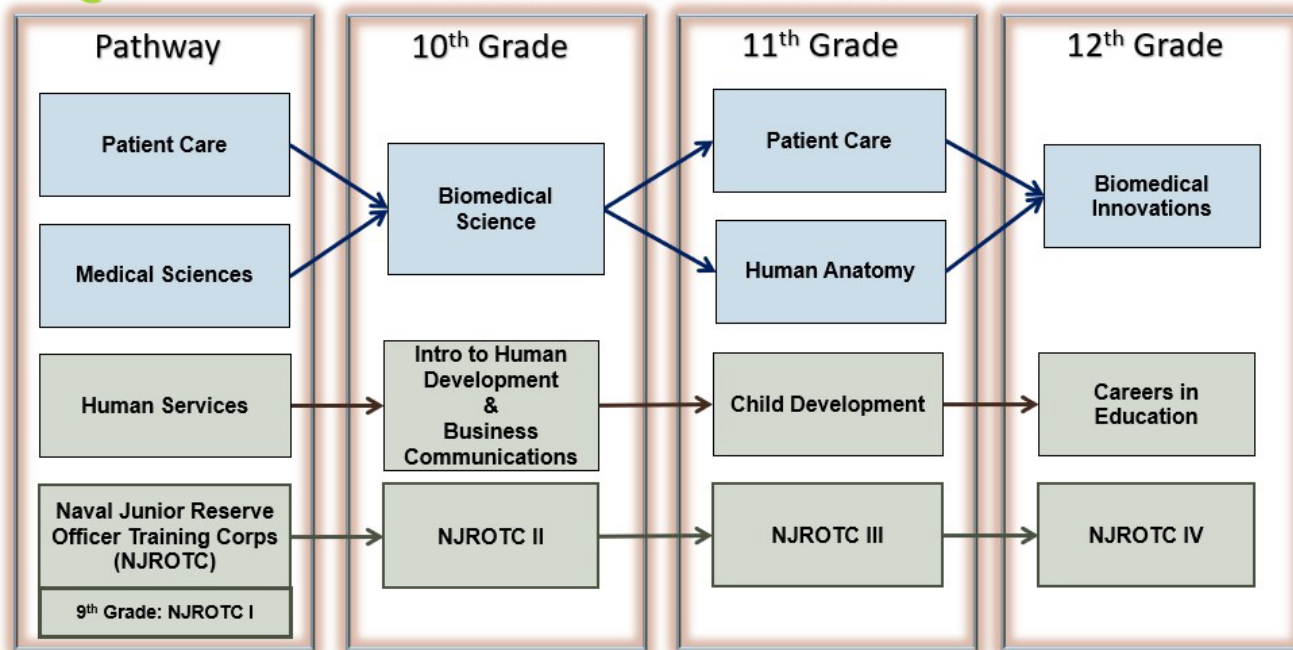 Pathway
10th Grade
11th Grade
12th Grade
Patient Care
Medical Sciences
Biomedical
Science
Patient Care
Human Anatomy
Biomedical
Innovations
Human Services
Intro to Human
Development
&
Business
Communications
Child Development
Careers in
Education
Naval Junior Reserve
Officer Training Corps
(NJROTC)
9th Grade: NJROTC I
NJROTC II
NJROTC III
NJROTC IV